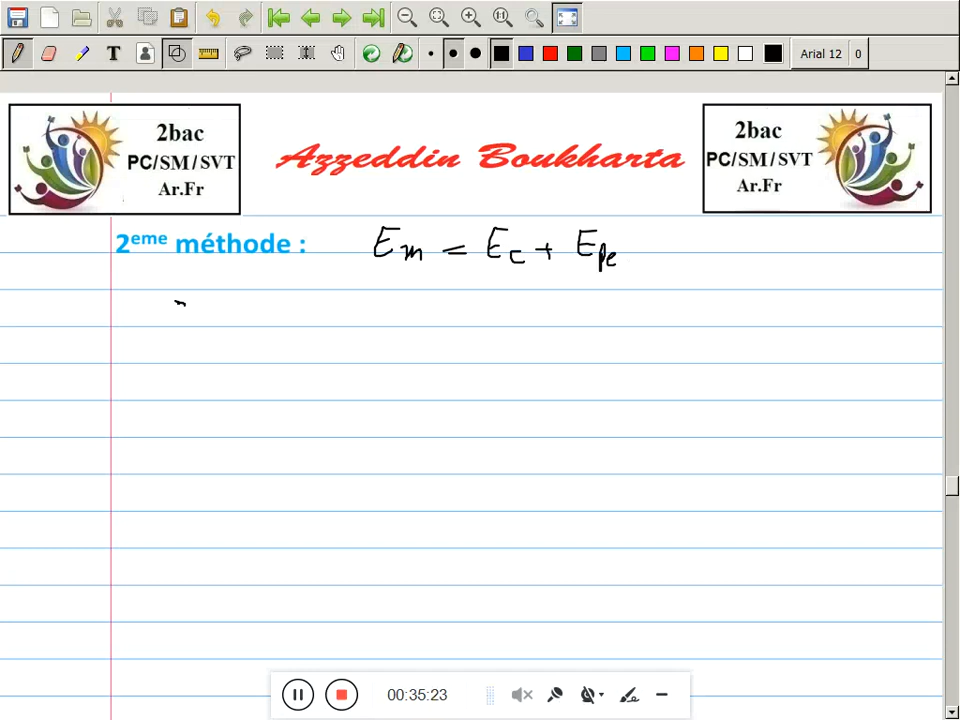 Arial 12 0
2bac
PC/SM/SVT
Ar.Fr
Azzeddin Boukharta
2bac
PC/SM/SVT
Ar.Fr
2eme méthode : Em = Ec + Epe
00:35:23